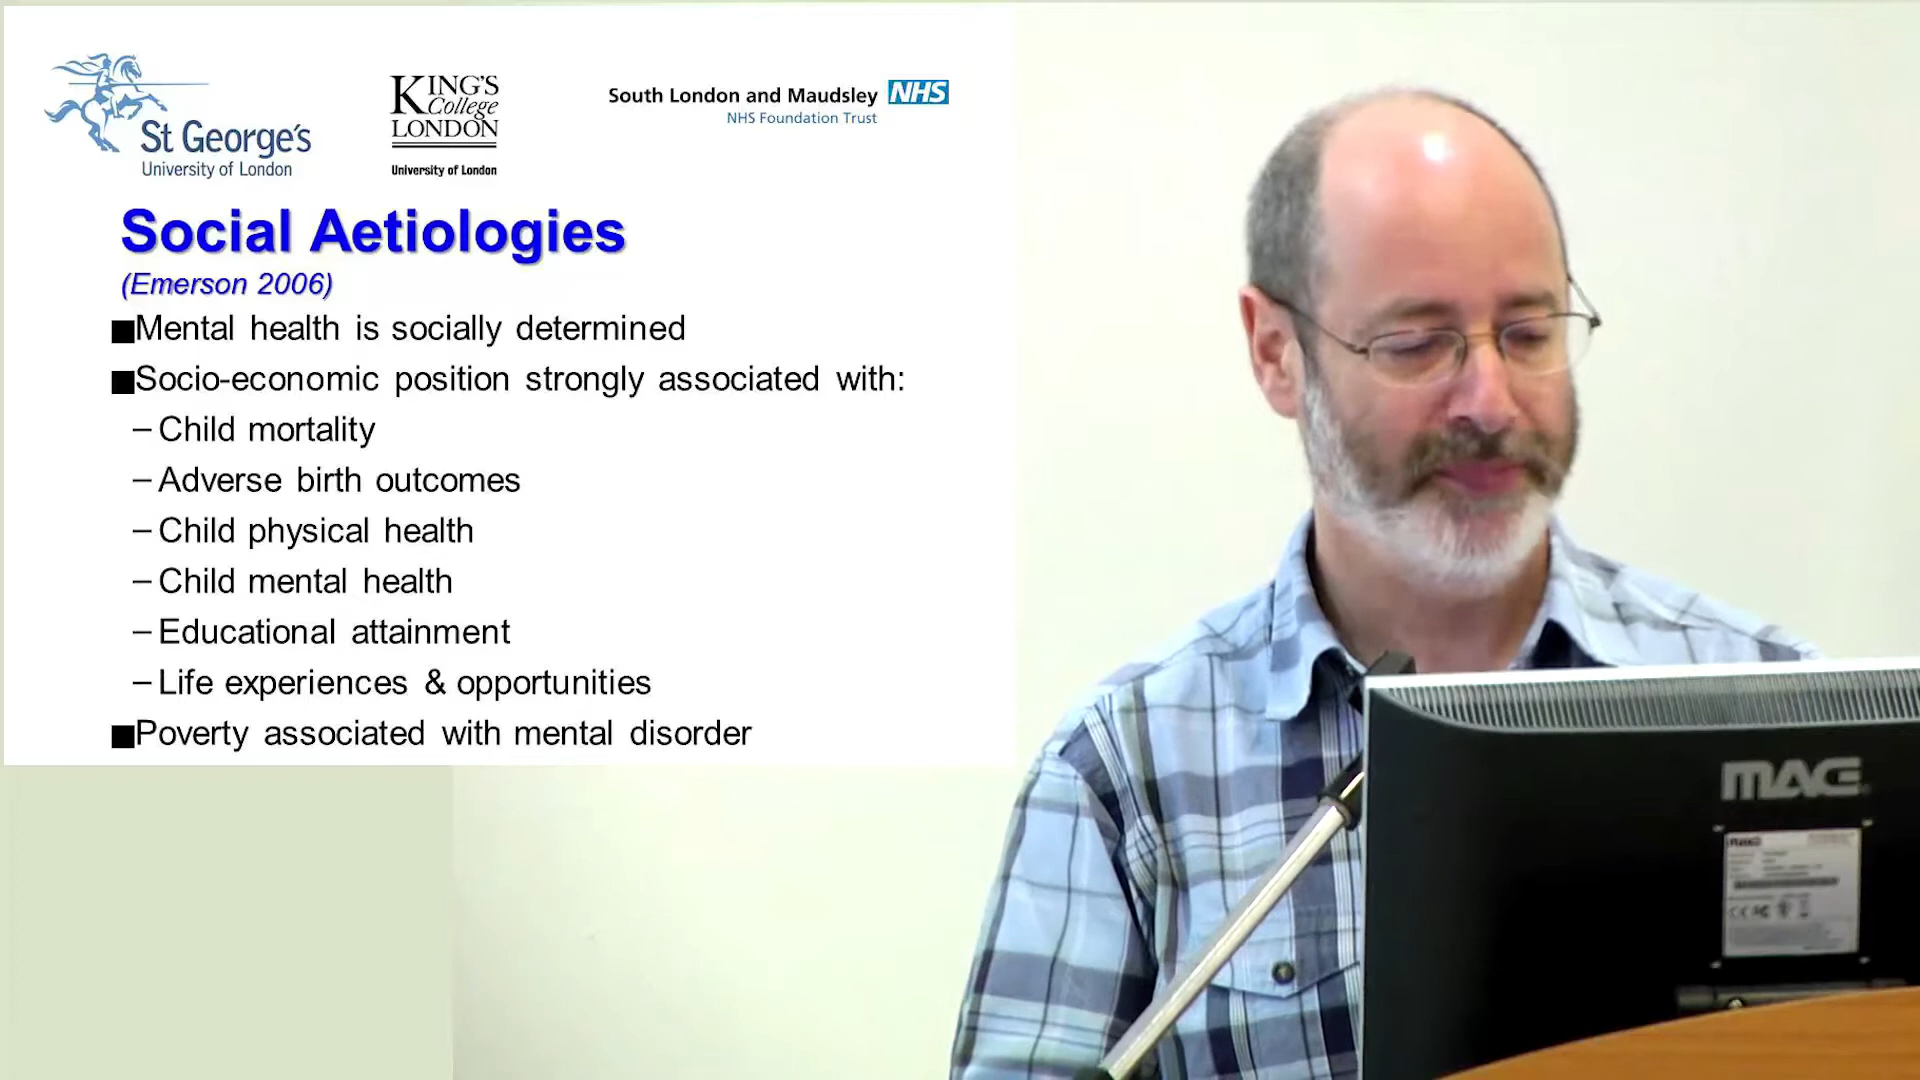 St George's
University of London
KING'S
College
LONDON
University of London
South London and Maudsley NHS
NHS Foundation Trust
Social Aetiologies
(Emerson 2006)
■Mental health is socially determined
■Socio-economic position strongly associated with:
–Child mortality
–Adverse birth outcomes
–Child physical health
–Child mental health
–Educational attainment
–Life experiences & opportunities
■Poverty associated with mental disorder
MAG